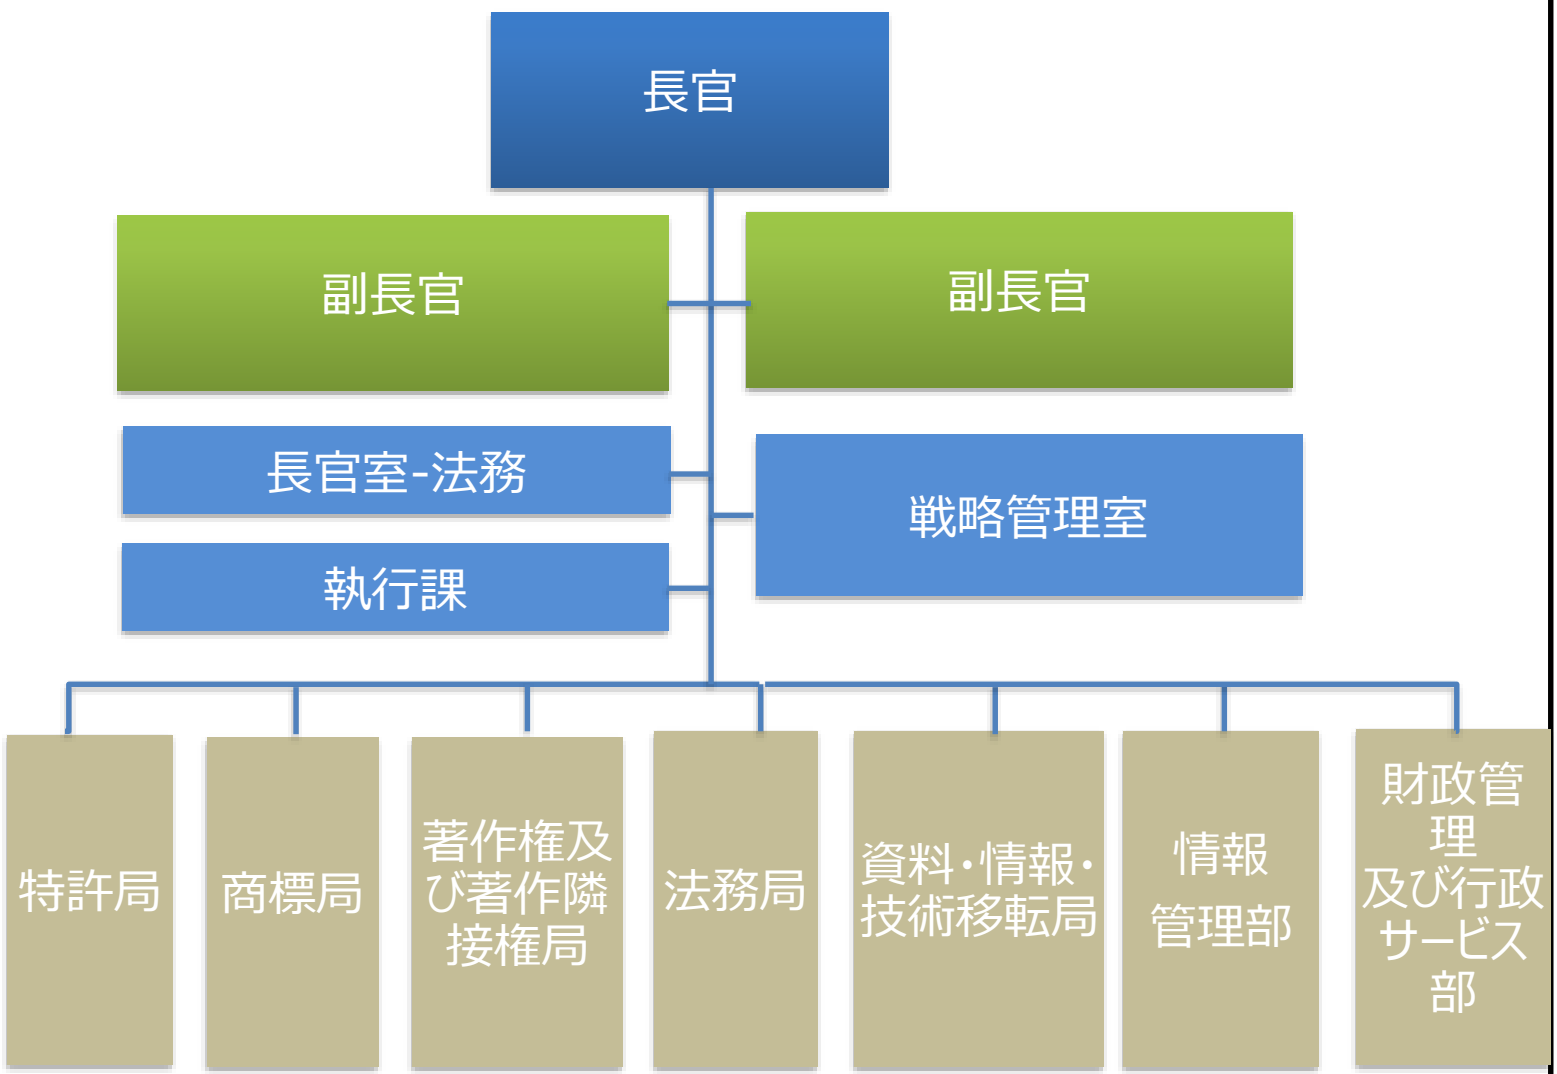 長官
副長官
副長官
長官室-法務
戦略管理室
執行課
特許局
商標局
著作権及
び著作隣
接権局
法務局
資料・情報・
技術移転局
情報
管理部
財政管
理
及び行政
サービス
部